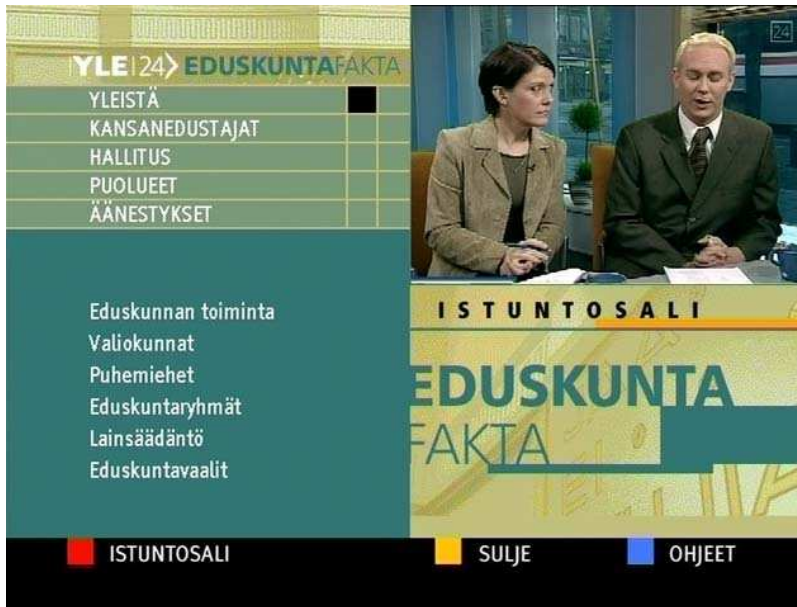 YLE 24 EDUSKUNTAFAKTA
YLEISTÄ
KANSANEDUSTAJAT
HALLITUS
PUOLUEET
ÄÄNESTYKSET
Eduskunnan toiminta
Valiokunnat
Puhemiehet
Eduskuntaryhmät
Lainsäädäntö
Eduskuntavaalit
24
ISTUNTOSALI
EDUSKUNTA
FAKTA
ISTUNTOSALI
SULJE
OHJEET